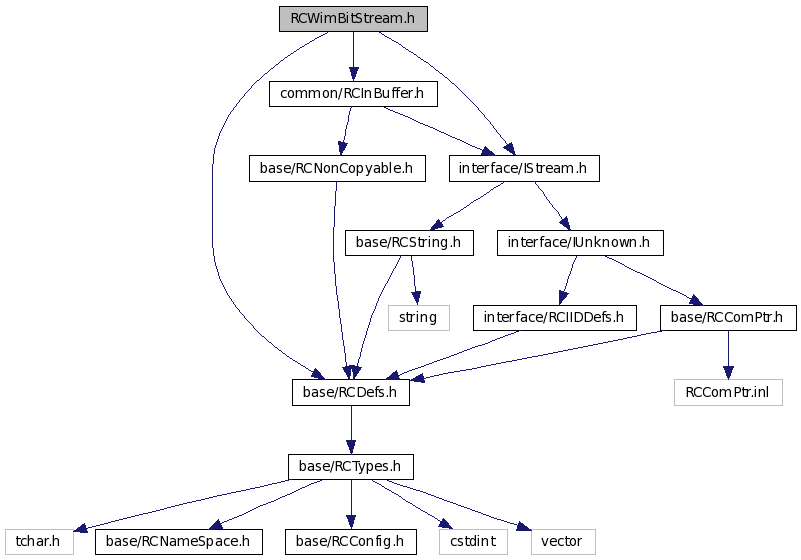 RCWimBitStream.h
common/RCInBuffer.h
base/RCNonCopyable.h
interface/IStream.h
base/RCString.h
interface/IUnknown.h
string
interface/RCIIDDefs.h
base/RCComPtr.h
base/RCDefs.h
RCComPtr.inl
base/RCTypes.h
tchar.h
base/RCNameSpace.h
base/RCConfig.h
cstdint
vector